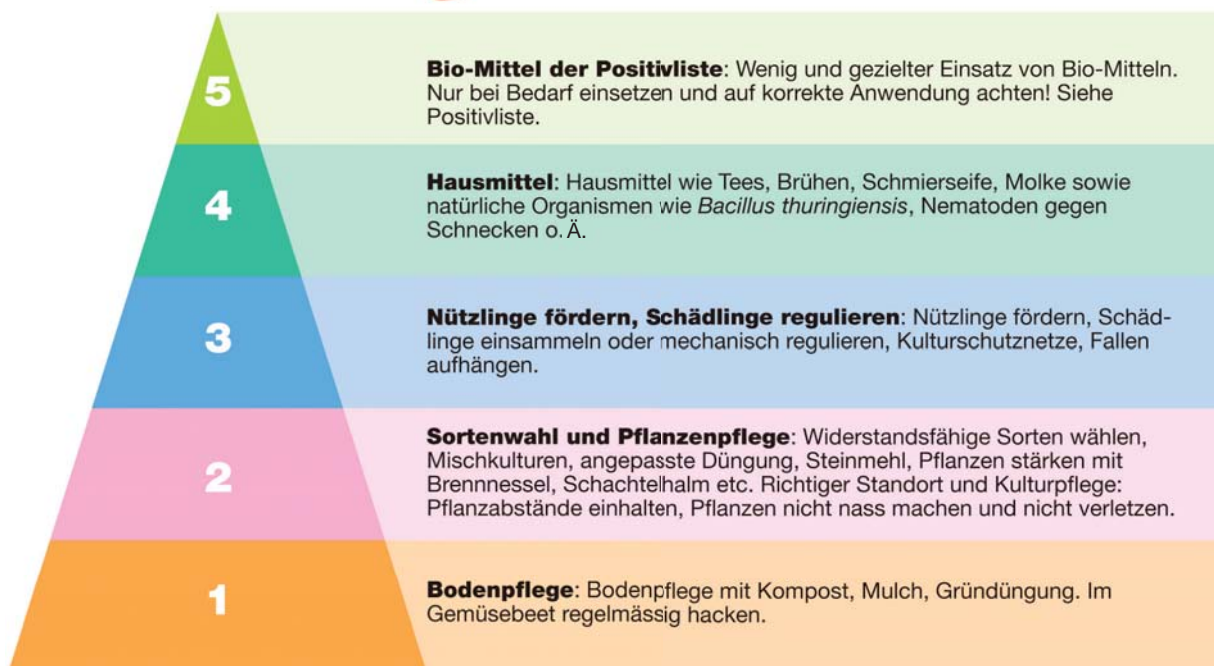 5
Bio-Mittel der Positivliste: Wenig und gezielter Einsatz von Bio-Mitteln.
Nur bei Bedarf einsetzen und auf korrekte Anwendung achten! Siehe
Positivliste.
4
Hausmittel: Hausmittel wie Tees, Brühen, Schmierseife, Molke sowie
natürliche Organismen wie Bacillus thuringiensis, Nematoden gegen
Schnecken o. Ä.
3
Nützlinge fördern, Schädlinge regulieren: Nützlinge fördern, Schäd-
linge einsammeln oder mechanisch regulieren, Kulturschutznetze, Fallen
aufhängen.
2
Sortenwahl und Pflanzenpflege: Widerstandsfähige Sorten wählen,
Mischkulturen, angepasste Düngung, Steinmehl, Pflanzen stärken mit
Brennnessel, Schachtelhalm etc. Richtiger Standort und Kulturpflege:
Pflanzabstände einhalten, Pflanzen nicht nass machen und nicht verletzen.
1
Bodenpflege: Bodenpflege mit Kompost, Mulch, Gründüngung. Im
Gemüsebeet regelmässig hacken.